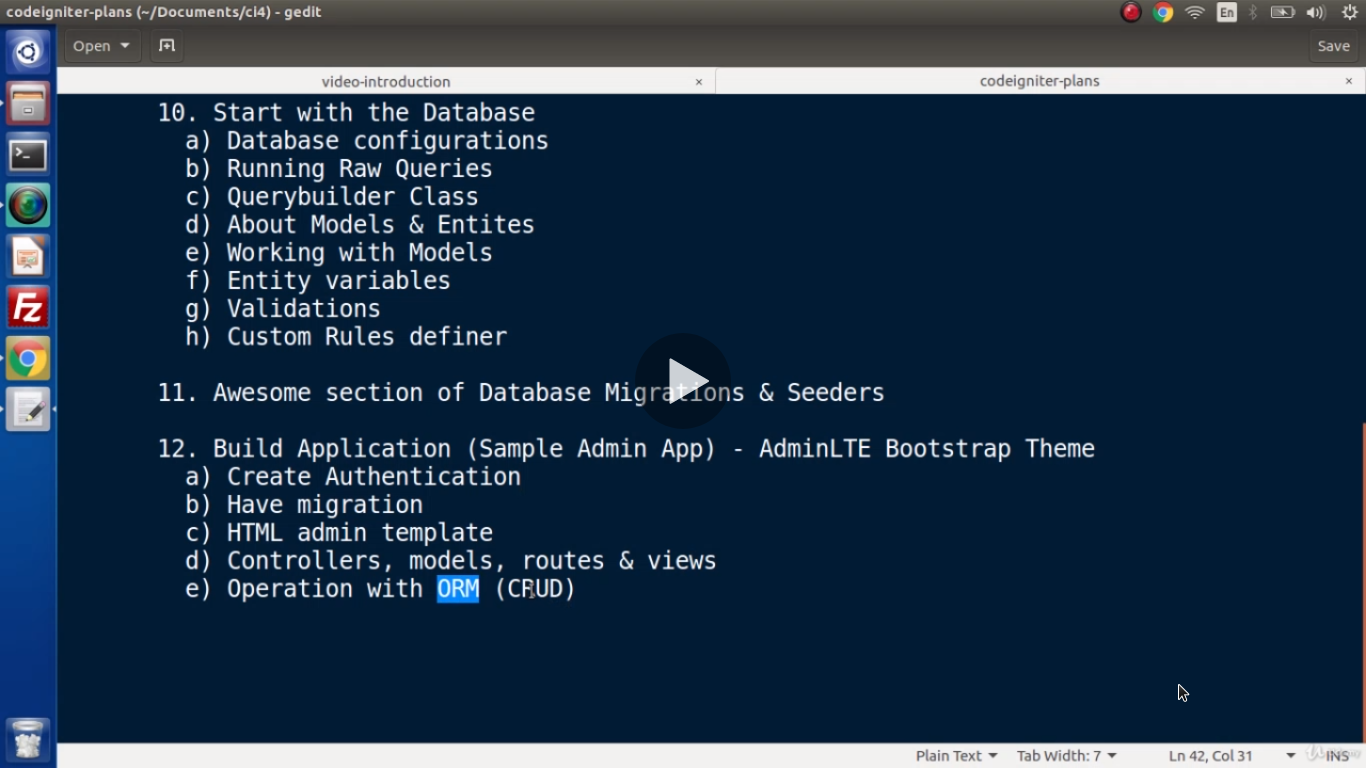 codeigniter-plans (~/Documents/ci4) - gedit
En
Open
Save
video-introduction ×
codeigniter-plans ×
10. Start with the Database
a) Database configurations
b) Running Raw Queries
c) Querybuilder Class
d) About Models & Entites
e) Working with Models
f) Entity variables
g) Validations
h) Custom Rules definer
11. Awesome section of Database Migrations & Seeders
12. Build Application (Sample Admin App) - AdminLTE Bootstrap Theme
a) Create Authentication
b) Have migration
c) HTML admin template
d) Controllers, models, routes & views
e) Operation with ORM (CRUD)
Fz
Plain Text Tab Width: 7 Ln 42, Col 31 INS